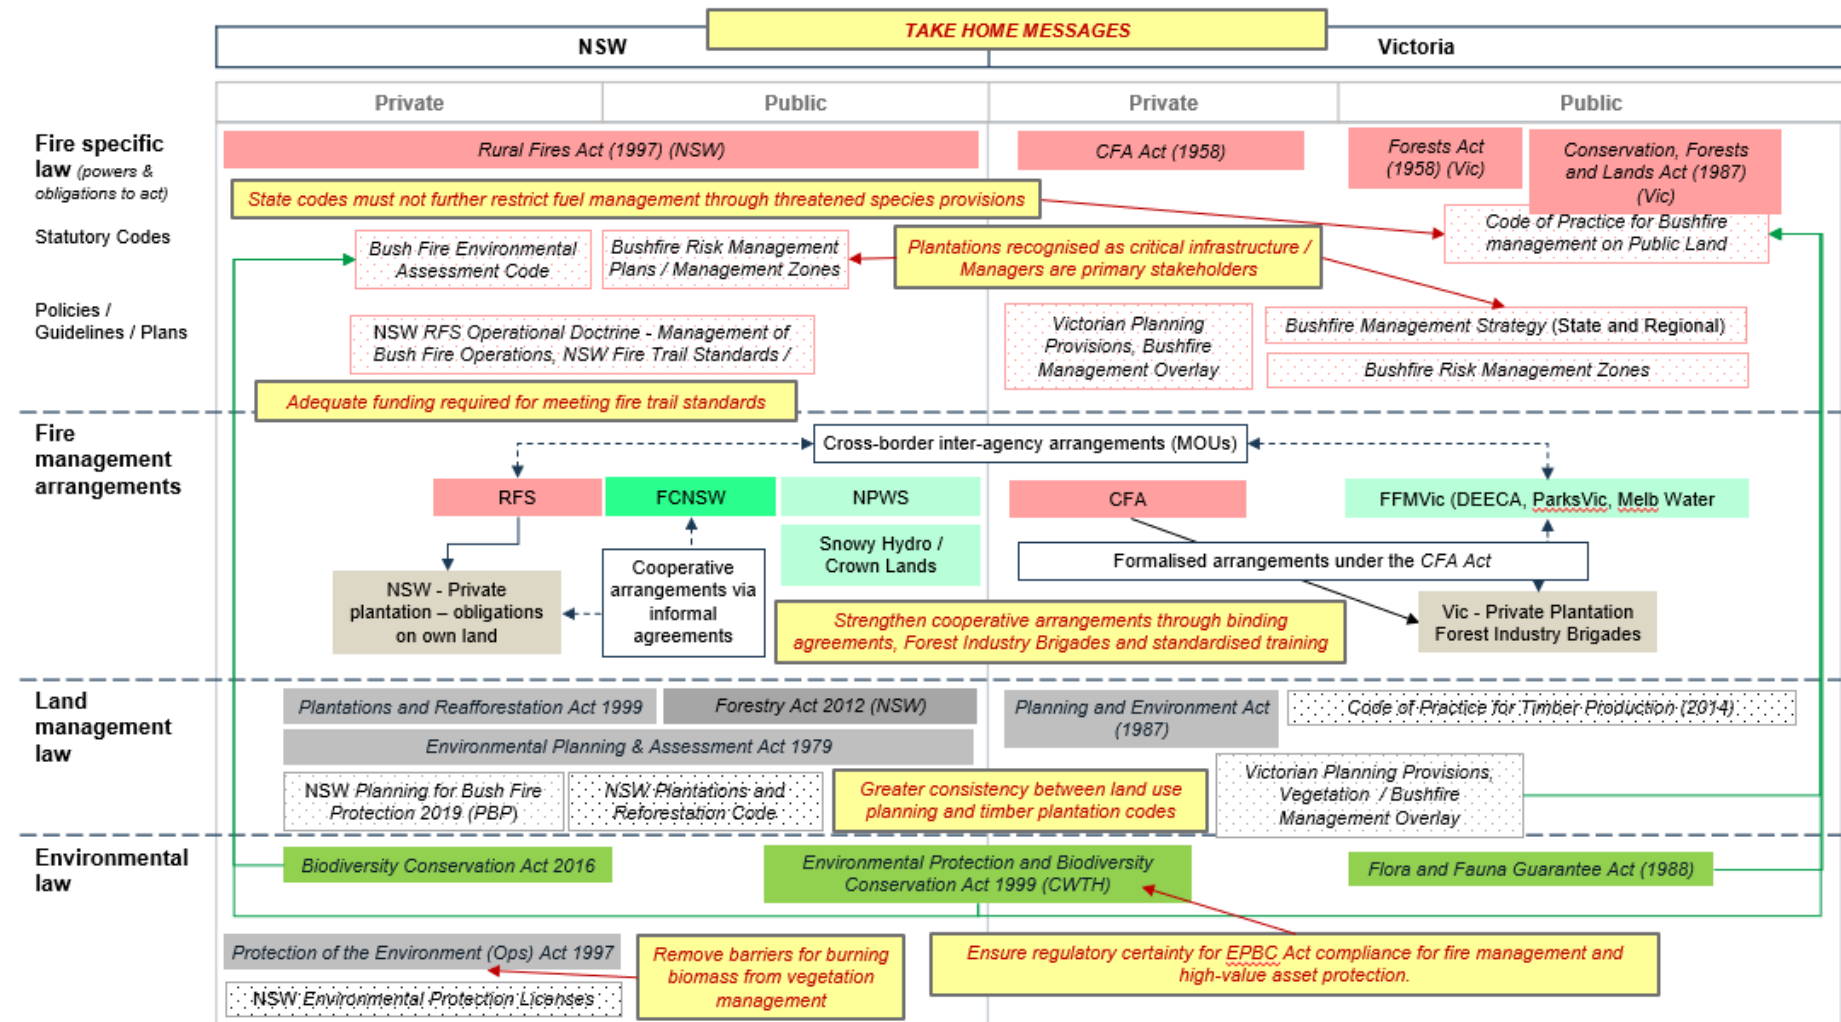 TAKE HOME MESSAGES
NSW
Victoria
Private
Public
Private
Public
Fire specific
law (powers &
obligations to act)
Rural Fires Act (1997) (NSW)
CFA Act (1958)
Forests Act
(1958) (Vic)
Conservation, Forests
and Lands Act (1987)
(Vic)
State codes must not further restrict fuel management through threatened species provisions
Statutory Codes
Bush Fire Environmental
Assessment Code
Bushfire Risk Management
Plans / Management Zones
Plantations recognised as critical infrastructure /
Managers are primary stakeholders
Code of Practice for Bushfire
management on Public Land
Policies /
Guidelines / Plans
NSW RFS Operational Doctrine - Management of
Bush Fire Operations, NSW Fire Trail Standards /
Victorian Planning
Provisions, Bushfire
Management Overlay
Bushfire Management Strategy (State and Regional)
Bushfire Risk Management Zones
Adequate funding required for meeting fire trail standards
Fire
management
arrangements
Cross-border inter-agency arrangements (MOUs)
RFS
FCNSW
NPWS
CFA
FFMVic (DEECA, ParksVic, Melb Water
Snowy Hydro /
Crown Lands
Cooperative
arrangements via
informal
agreements
Formalised arrangements under the CFA Act
NSW - Private
plantation – obligations
on own land
Strengthen cooperative arrangements through binding
agreements, Forest Industry Brigades and standardised training
Vic - Private Plantation
Forest Industry Brigades
Land
management
law
Plantations and Reafforestation Act 1999
Forestry Act 2012 (NSW)
Planning and Environment Act
(1987)
Code of Practice for Timber Production (2014)
Environmental Planning & Assessment Act 1979
NSW Planning for Bush Fire
Protection 2019 (PBP)
NSW Plantations and
Reforestation Code
Greater consistency between land use
planning and timber plantation codes
Victorian Planning Provisions,
Vegetation / Bushfire
Management Overlay
Environmental
law
Biodiversity Conservation Act 2016
Environmental Protection and Biodiversity
Conservation Act 1999 (CWTH)
Flora and Fauna Guarantee Act (1988)
Protection of the Environment (Ops) Act 1997
NSW Environmental Protection Licenses
Remove barriers for burning
biomass from vegetation
management
Ensure regulatory certainty for EPBC Act compliance for fire management and
high-value asset protection.